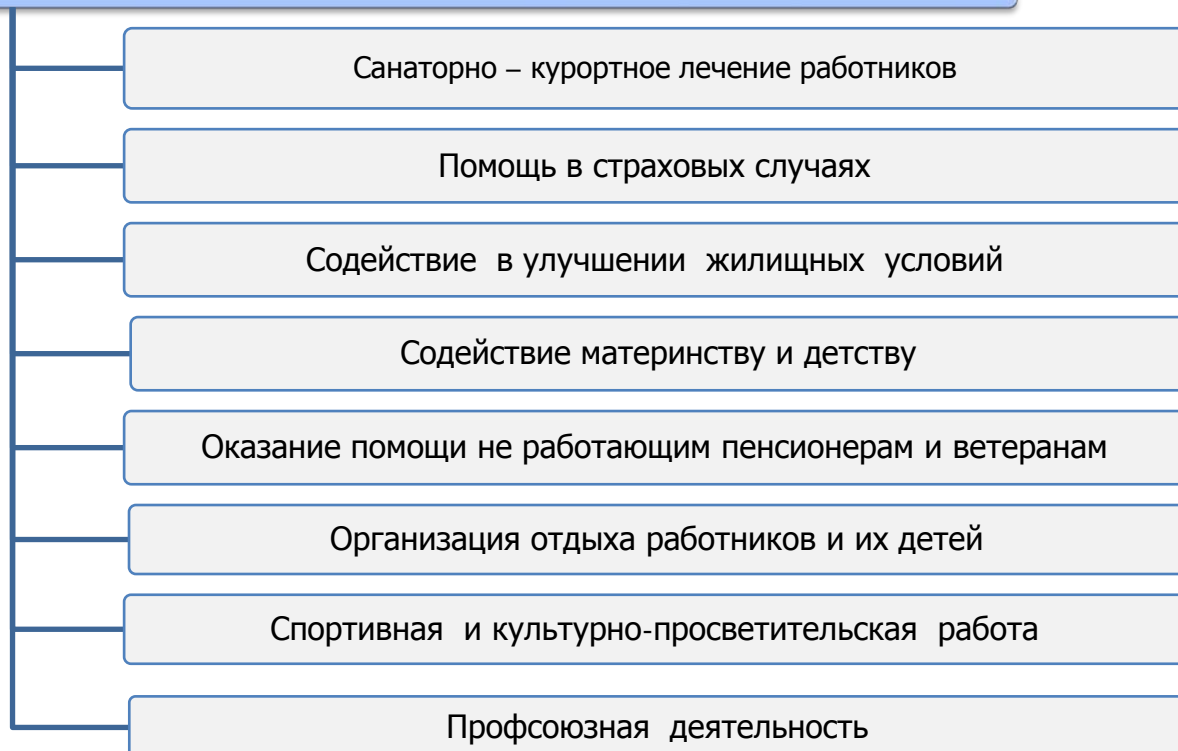 Санаторно – курортное лечение работников
Помощь в страховых случаях
Содействие в улучшении жилищных условий
Содействие материнству и детству
Оказание помощи не работающим пенсионерам и ветеранам
Организация отдыха работников и их детей
Спортивная и культурно-просветительская работа
Профсоюзная деятельность